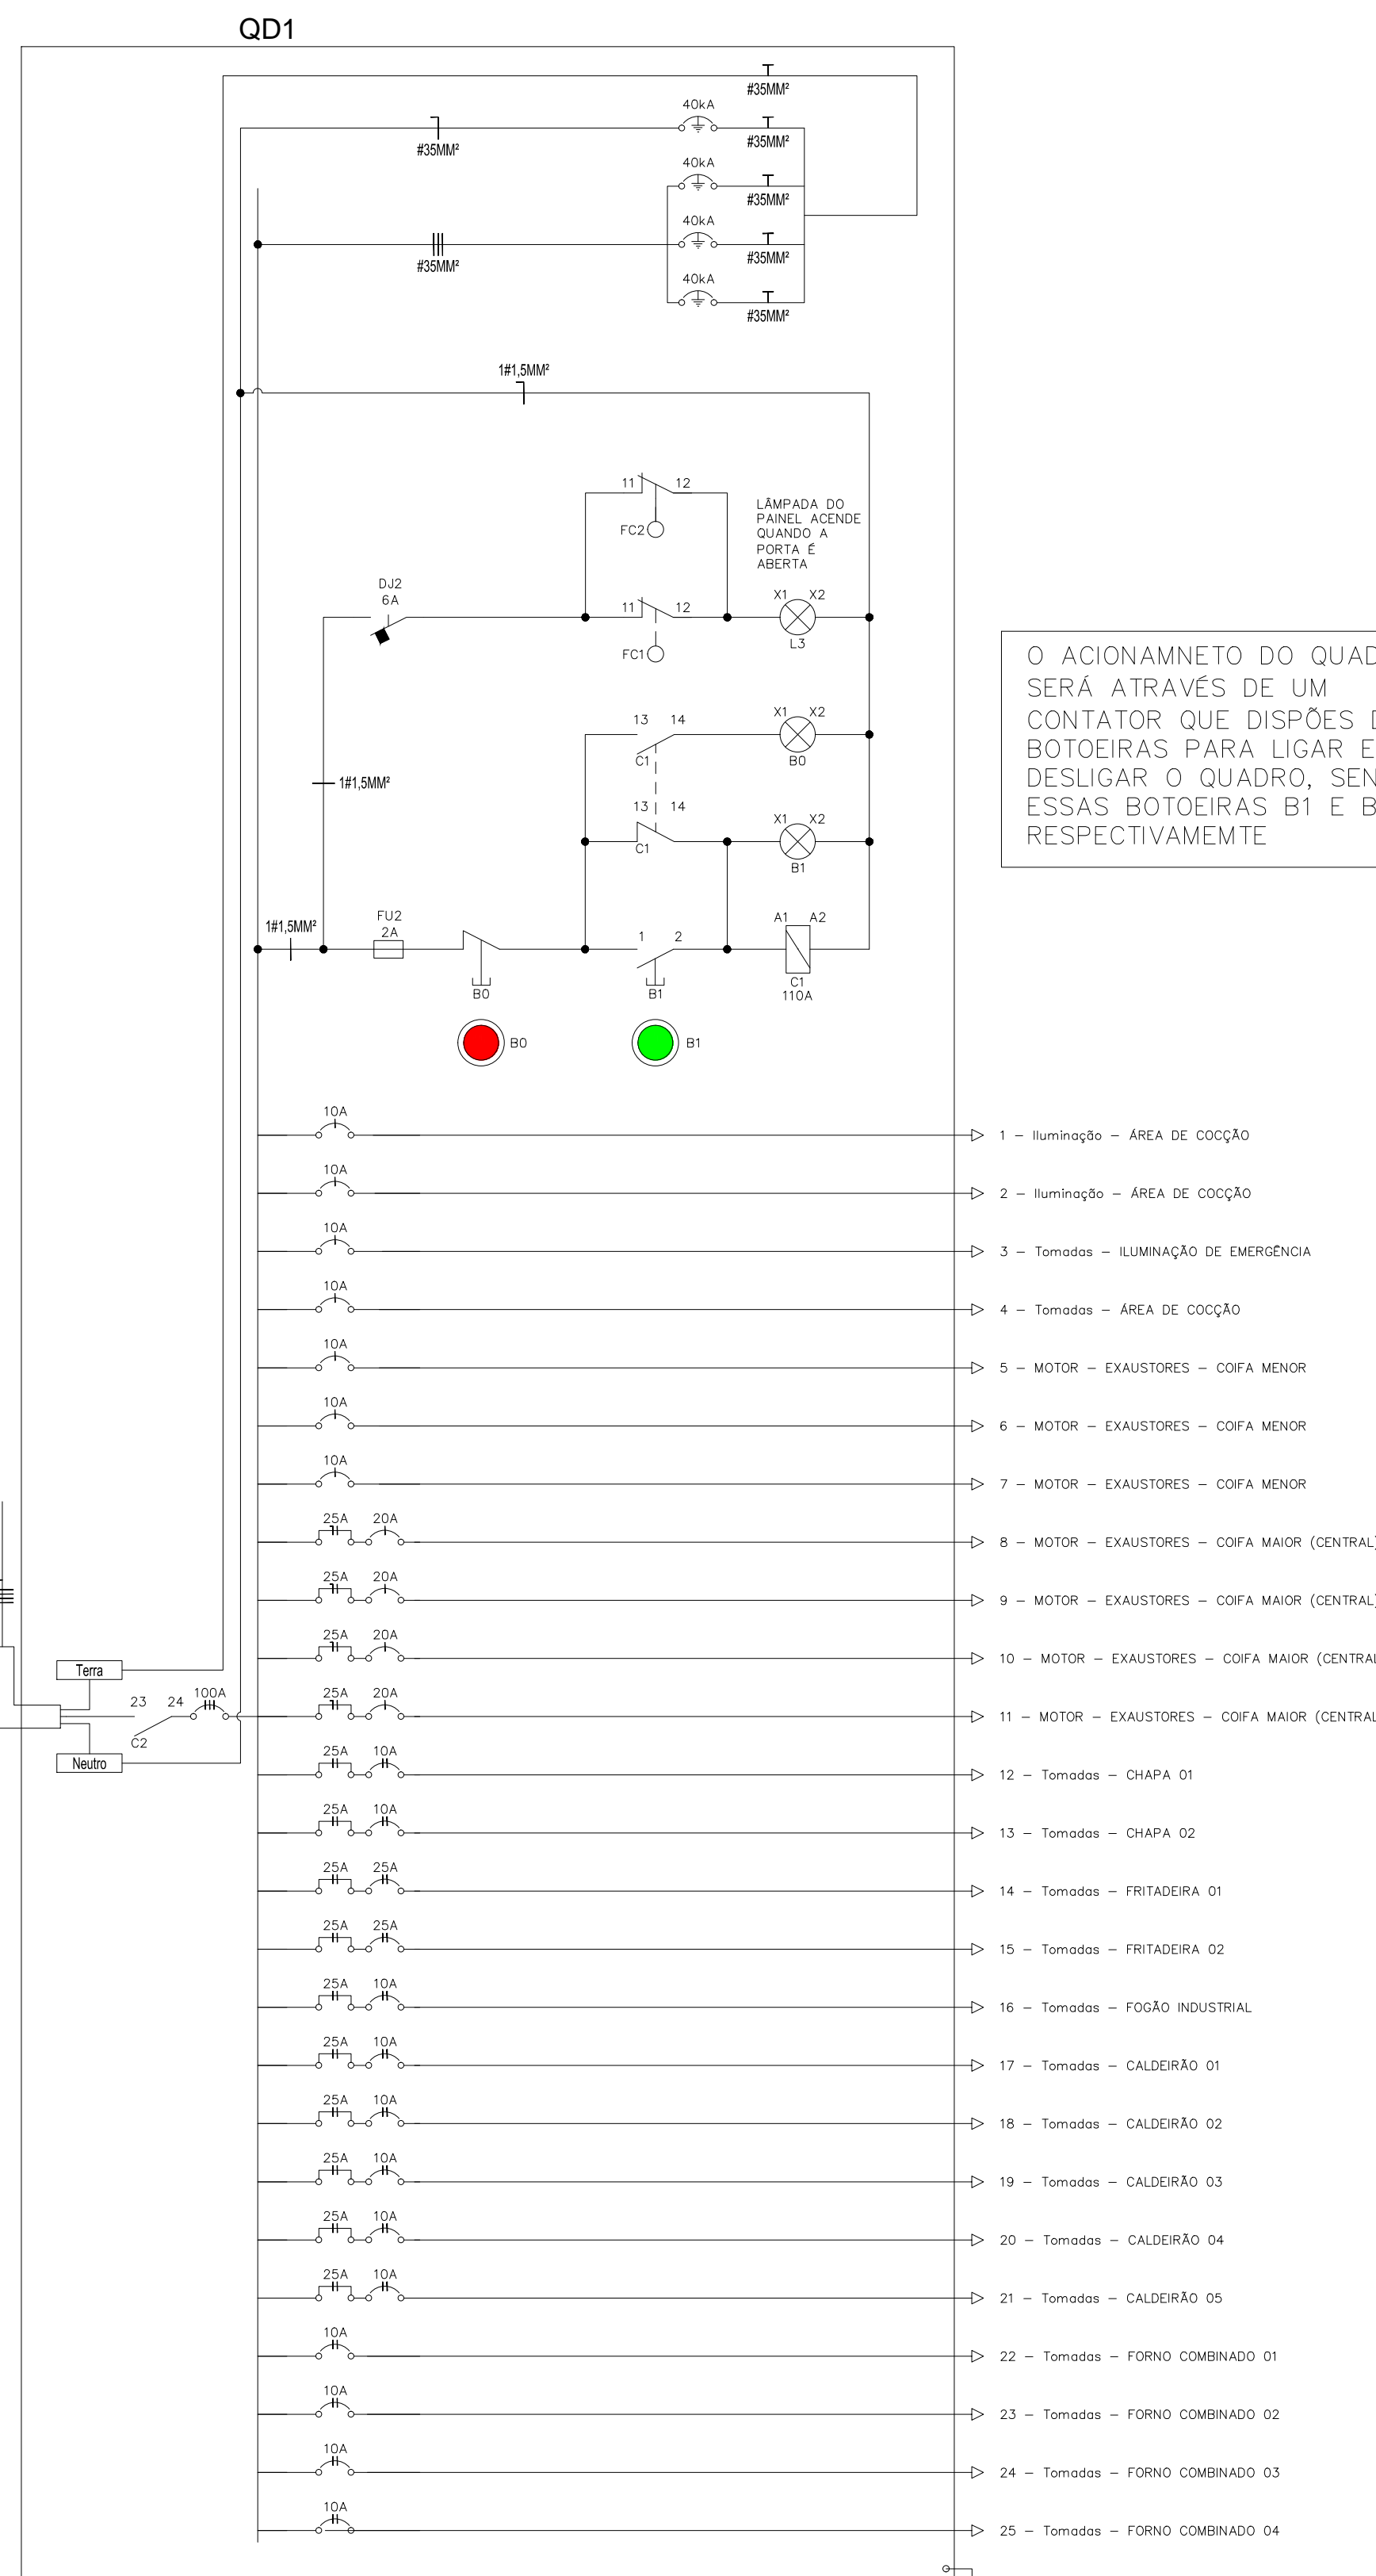 QD1
#35MM²
40kA
#35MM²
#35MM²
40kA
#35MM²
40kA
#35MM²
#35MM²
40kA
#35MM²
1#1,5MM²
11 12
FC2
LÂMPADA DO
PAINEL ACENDE
QUANDO A
PORTA É
ABERTA
DJ2
6A
11 12
FC1
X1 X2
L3
O ACIONAMNETO DO
SERÁ ATRAVÉS DE UM
CONTATOR QUE DISPÕES
BOTOEIRAS PARA LIGAR E
DESLIGAR O QUADRO,
ESSAS BOTOEIRAS B1 E
RESPECTIVAMEMTE
13 14
C1
X1 X2
B0
1#1,5MM²
13 14
C1
X1 X2
B1
1#1,5MM²
FU2
2A
B0
1 2
B1
A1 A2
C1
110A
B0
B1
10A
1 – Iluminação – ÁREA DE COCÇÃO
10A
2 – Iluminação – ÁREA DE COCÇÃO
10A
3 – Tomadas – ILUMINAÇÃO DE EMERGÊNCIA
10A
4 – Tomadas – ÁREA DE COCÇÃO
10A
5 – MOTOR – EXAUSTORES – COIFA MENOR
10A
6 – MOTOR – EXAUSTORES – COIFA MENOR
10A
7 – MOTOR – EXAUSTORES – COIFA MENOR
25A 20A
8 – MOTOR – EXAUSTORES – COIFA MAIOR (CENTRAL)
25A 20A
9 – MOTOR – EXAUSTORES – COIFA MAIOR (CENTRAL)
25A 20A
10 – MOTOR – EXAUSTORES – COIFA MAIOR (CENTRAL
Terra
23 24 100A
C2
Neutro
25A 20A
11 – MOTOR – EXAUSTORES – COIFA MAIOR (CENTRAL
25A 10A
12 – Tomadas – CHAPA 01
25A 10A
13 – Tomadas – CHAPA 02
25A 25A
14 – Tomadas – FRITADEIRA 01
25A 25A
15 – Tomadas – FRITADEIRA 02
25A 10A
16 – Tomadas – FOGÃO INDUSTRIAL
25A 10A
17 – Tomadas – CALDEIRÃO 01
25A 10A
18 – Tomadas – CALDEIRÃO 02
25A 10A
19 – Tomadas – CALDEIRÃO 03
25A 10A
20 – Tomadas – CALDEIRÃO 04
25A 10A
21 – Tomadas – CALDEIRÃO 05
10A
22 – Tomadas – FORNO COMBINADO 01
10A
23 – Tomadas – FORNO COMBINADO 02
10A
24 – Tomadas – FORNO COMBINADO 03
10A
25 – Tomadas – FORNO COMBINADO 04